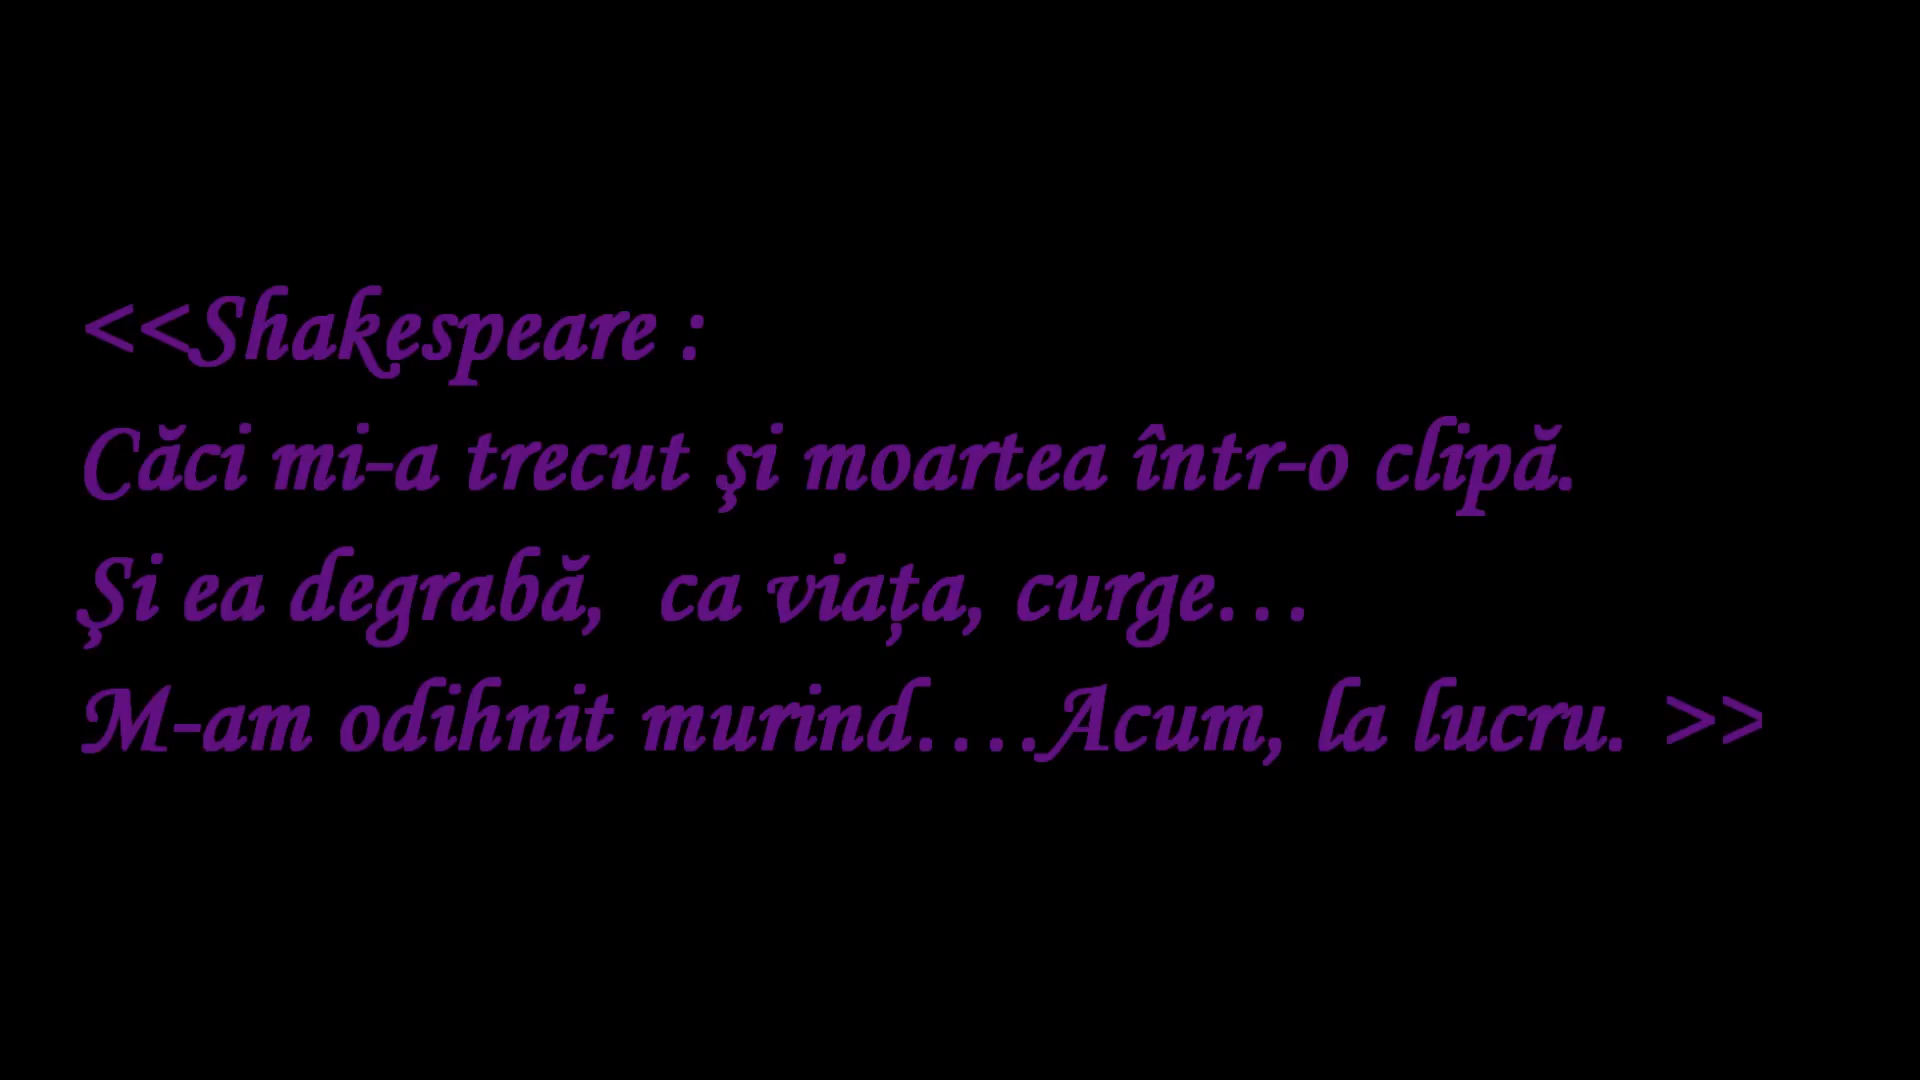 <<Shakespeare :
Căci mi-a trecut şi moartea într-o clipă.
Şi ea degrabă,  ca viața, curge…
M-am odihnit murind….Acum, la lucru. >>